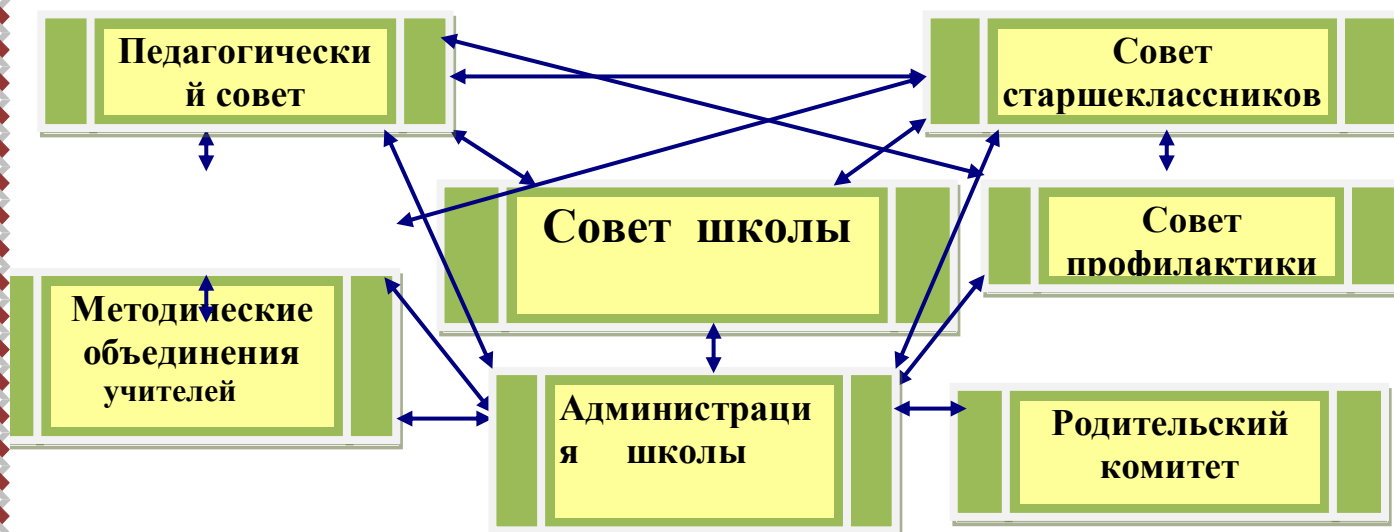 Педагогически
й совет
Совет
старшеклассников
Совет школы
Совет
профилактики
Методические
объединения
учителей
Администраци
я школы
Родительский
комитет